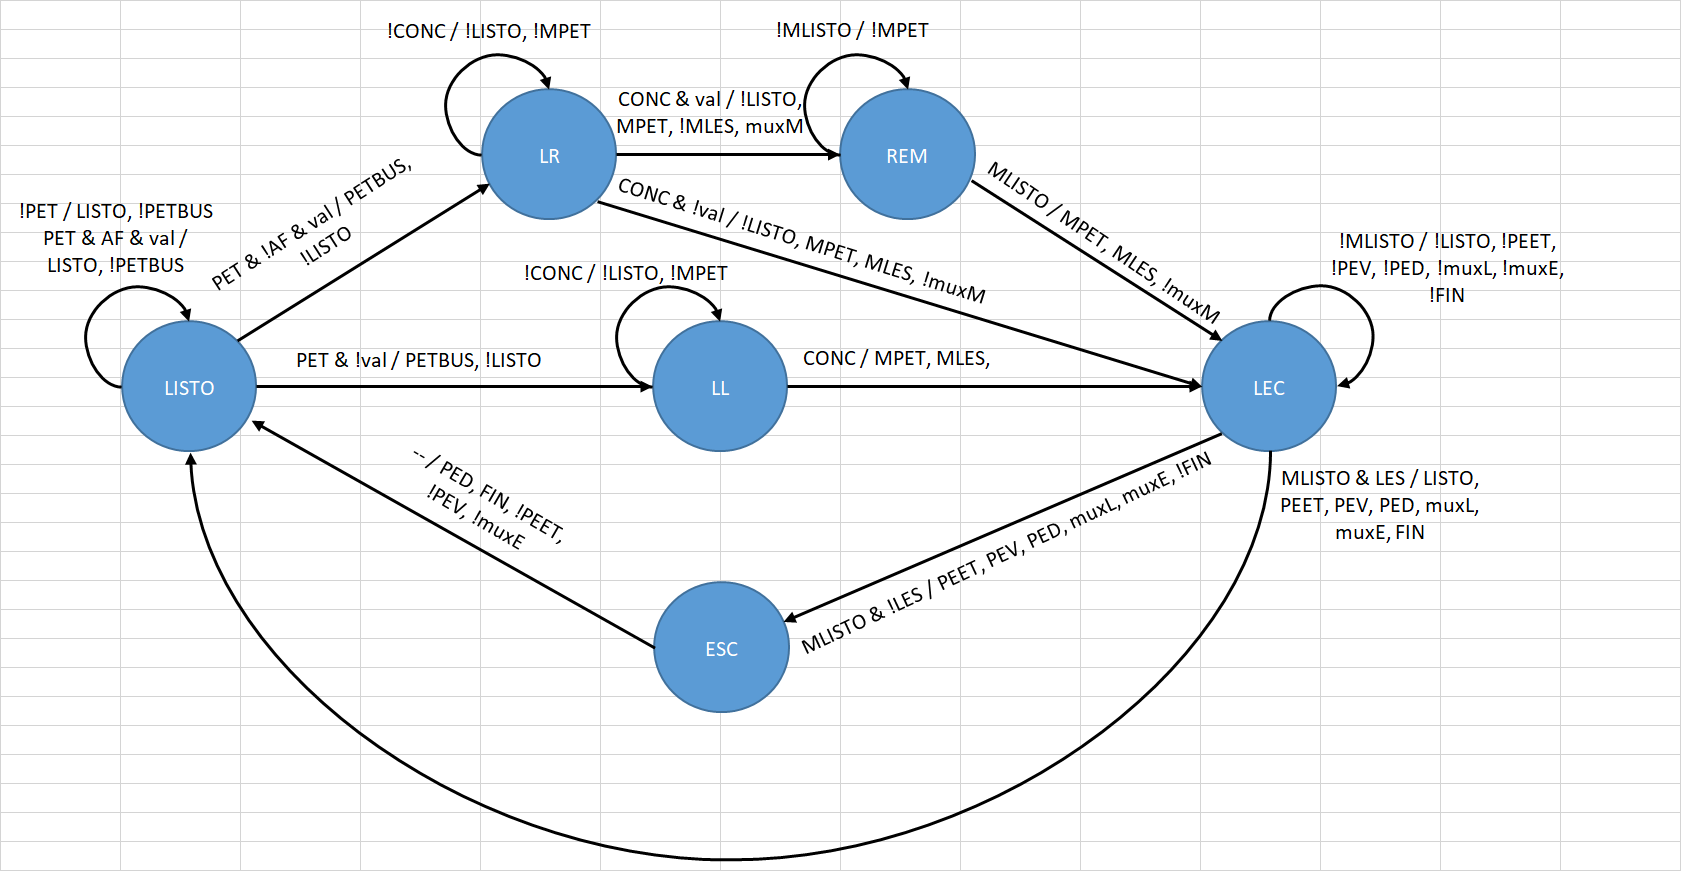 !CONC / !LISTO, !MPET
!MLISTO / !MPET
CONC & val / !LISTO,
MPET, !MLES, muxM
LR
REM
PET & !AF & val / PETBUS,
!LISTO
CONC & !val / !LISTO, MPET, MLES, !muxM
MLISTO / MPET, MLES, !muxM
!PET / LISTO, !PETBUS
PET & AF & val /
LISTO, !PETBUS
!CONC / !LISTO, !MPET
!MLISTO / !LISTO, !PEET,
!PEV, !PED, !muxL, !muxE,
!FIN
PET & !val / PETBUS, !LISTO
CONC / MPET, MLES,
LISTO
LL
LEC
-- / PED, FIN, !PEET,
!PEV, !muxE
MLISTO & !LES / PEET, PEV, PED, muxL, muxE, !FIN
MLISTO & LES / LISTO,
PEET, PEV, PED, muxL,
muxE, FIN
ESC